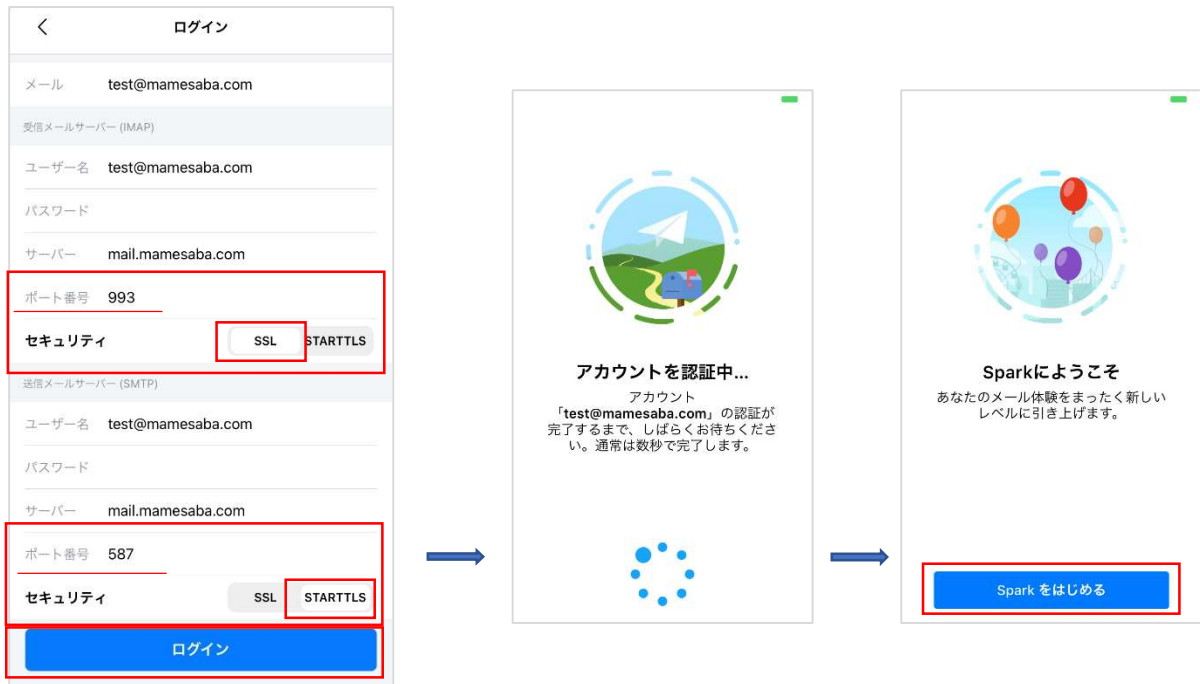 ログイン
メール test@mamesaba.com
受信メールサーバー (IMAP)
ユーザー名 test@mamesaba.com
パスワード
サーバー mail.mamesaba.com
ポート番号 993
セキュリティ SSL STARTTLS
送信メールサーバー (SMTP)
ユーザー名 test@mamesaba.com
パスワード
サーバー mail.mamesaba.com
ポート番号 587
セキュリティ SSL STARTTLS
ログイン
アカウントを認証中...
アカウント
「test@mamesaba.com」の認証が
完了するまで、しばらくお待ちくださ
い。通常は数秒で完了します。
Sparkにようこそ
あなたのメール体験をまったく新しい
レベルに引き上げます。
Spark をはじめる